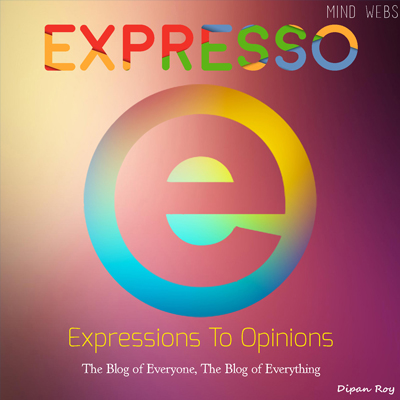 MIND WEBS
EXPRESSO
e
Expressions To Opinions
The Blog of Everyone, The Blog of Everything
Dipan Roy